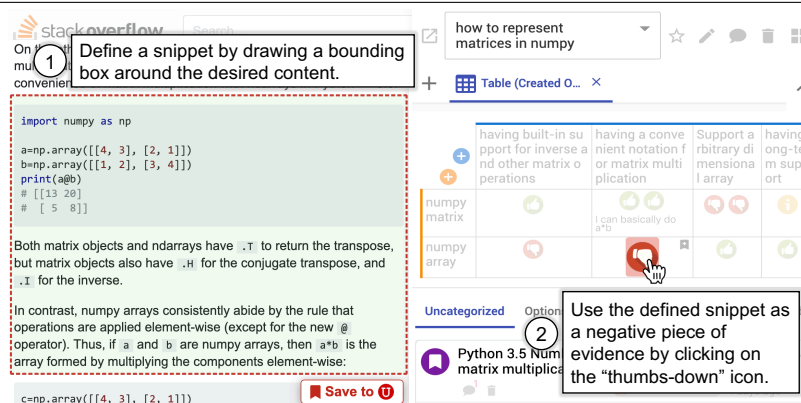 stackoverflow
Search
On th
mul
convenien
1
Define a snippet by drawing a bounding
box around the desired content.
import numpy as np
a=np.array([[4, 3], [2, 1]])
b=np.array([[1, 2], [3, 4]])
print(a@b)
# [[13 20]
#  [ 5  8]]
Both matrix objects and ndarrays have .T to return the transpose,
but matrix objects also have .H for the conjugate transpose, and
.I for the inverse.
In contrast, numpy arrays consistently abide by the rule that
operations are applied element-wise (except for the new @
operator). Thus, if a and b are numpy arrays, then a*b is the
array formed by multiplying the components element-wise:
c=np.array([[4, 3], [2, 1]])
Save to
how to represent
matrices in numpy
Table (Created O...
having built-in su
pport for inverse a
nd other matrix o
perations
having a conve
nient notation f
or matrix multi
plication
Support a
rbitrary di
mensiona
l array
having
ong-te
m sup
ort
numpy
matrix
I can basically do
a*b
numpy
array
Uncategorized
Option
2
Use the defined snippet as
a negative piece of
evidence by clicking on
the “thumbs-down” icon.
Python 3.5 Num
matrix multiplica
1